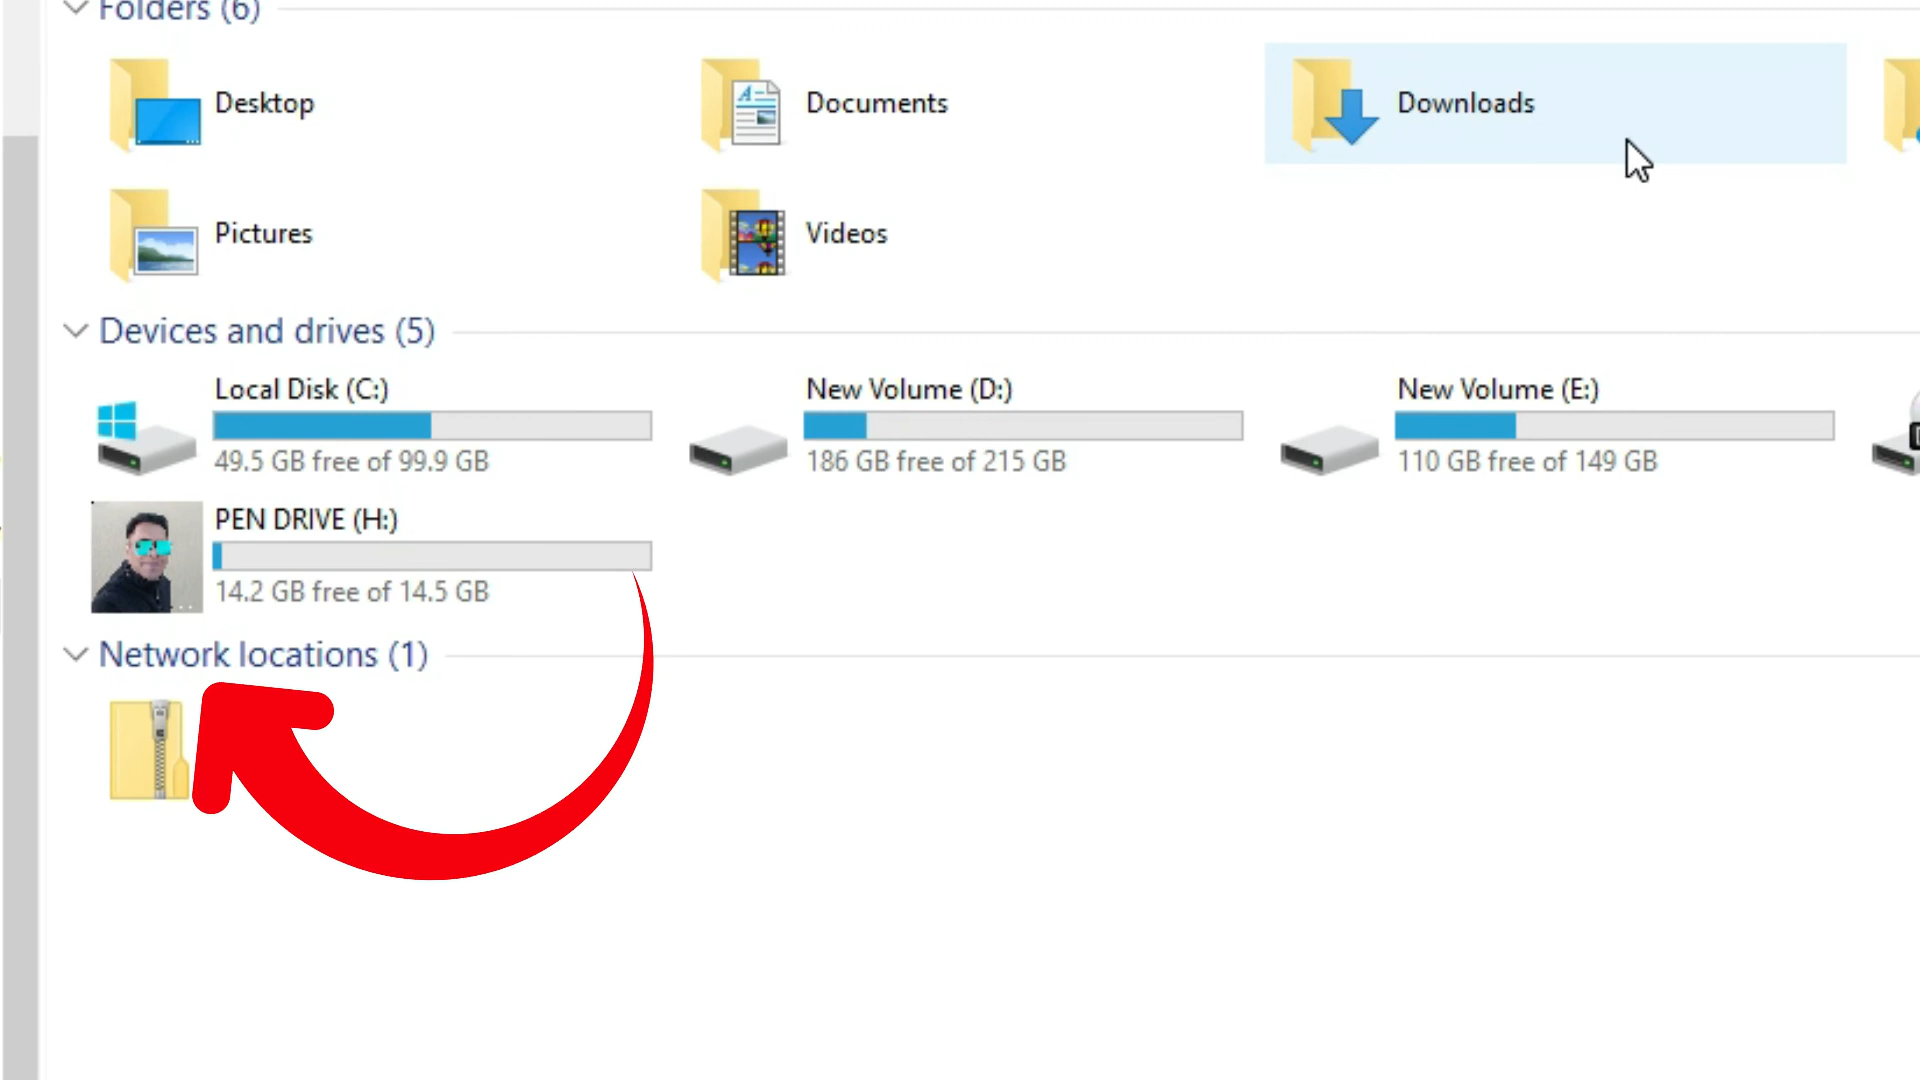 Folders (6)
Desktop
Documents
Downloads
Pictures
Videos
Devices and drives (5)
Local Disk (C:)
49.5 GB free of 99.9 GB
New Volume (D:)
186 GB free of 215 GB
New Volume (E:)
110 GB free of 149 GB
PEN DRIVE (H:)
14.2 GB free of 14.5 GB
Network locations (1)